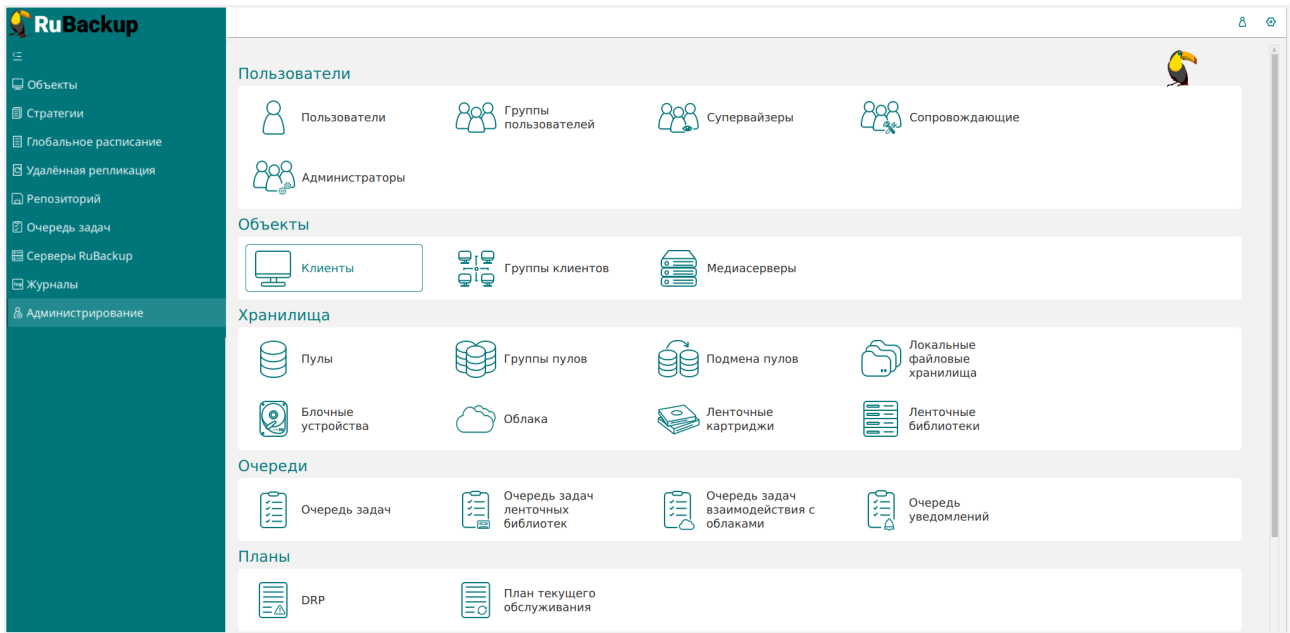 RuBackup
Объекты
Стратегии
Глобальное расписание
Удалённая репликация
Репозиторий
Очередь задач
Серверы RuBackup
Журналы
Администрирование
Пользователи
Пользователи
Группы
пользователей
Супервайзеры
Сопровождающие
Администраторы
Объекты
Клиенты
Группы клиентов
Медиасерверы
Хранилища
Пулы
Группы пулов
Подмена пулов
Локальные
файловые
хранилища
Блочные
устройства
Облака
Ленточные
картриджи
Ленточные
библиотеки
Очереди
Очередь задач
Очередь задач
ленточных
библиотек
Очередь задач
взаимодействия с
облаками
Очередь
уведомлений
Планы
DRP
План текущего
обслуживания